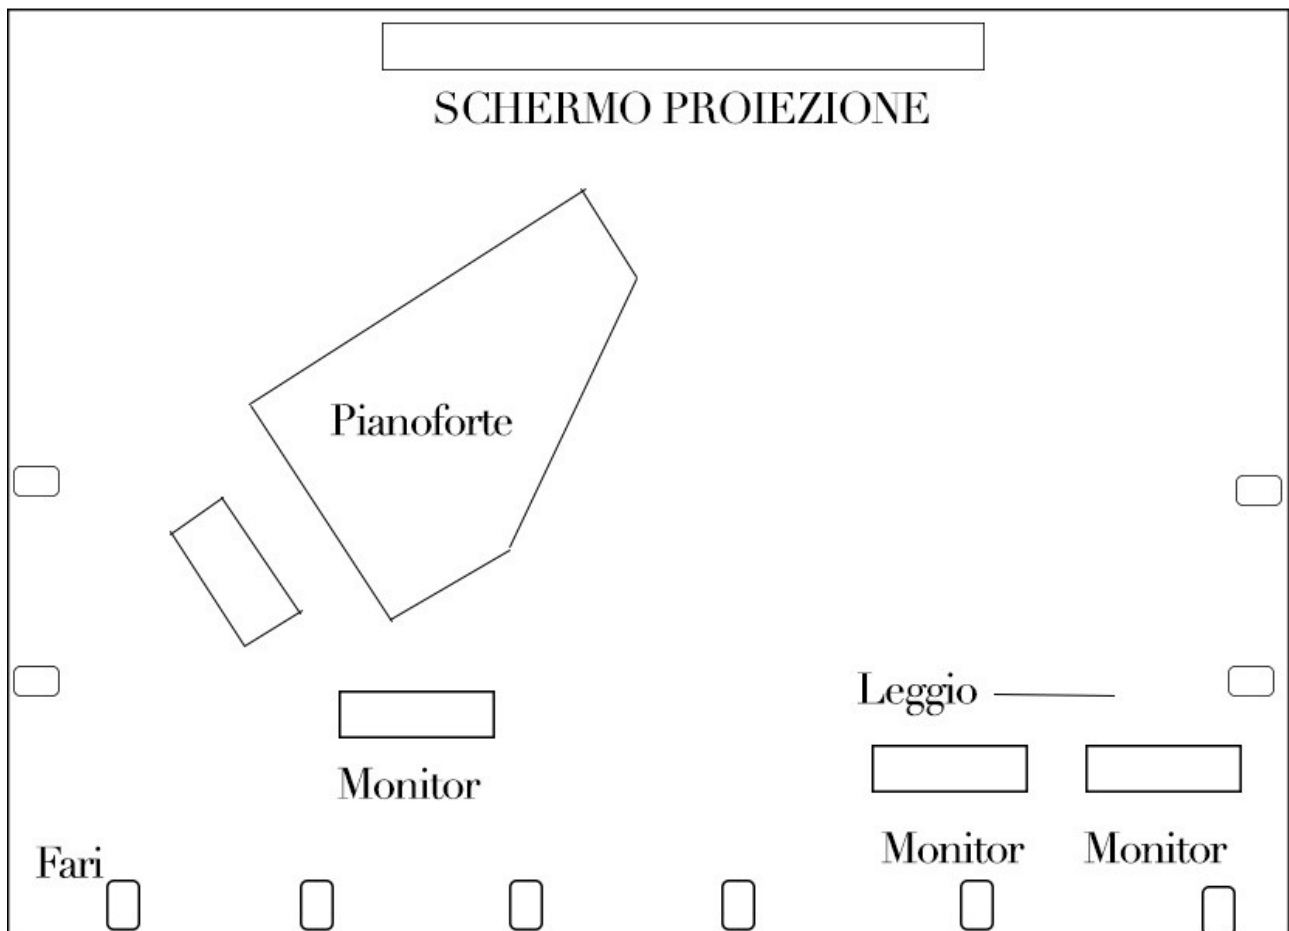 SCHERMO PROIEZIONE
Pianoforte
Leggio
Monitor
Monitor
Monitor
Fari